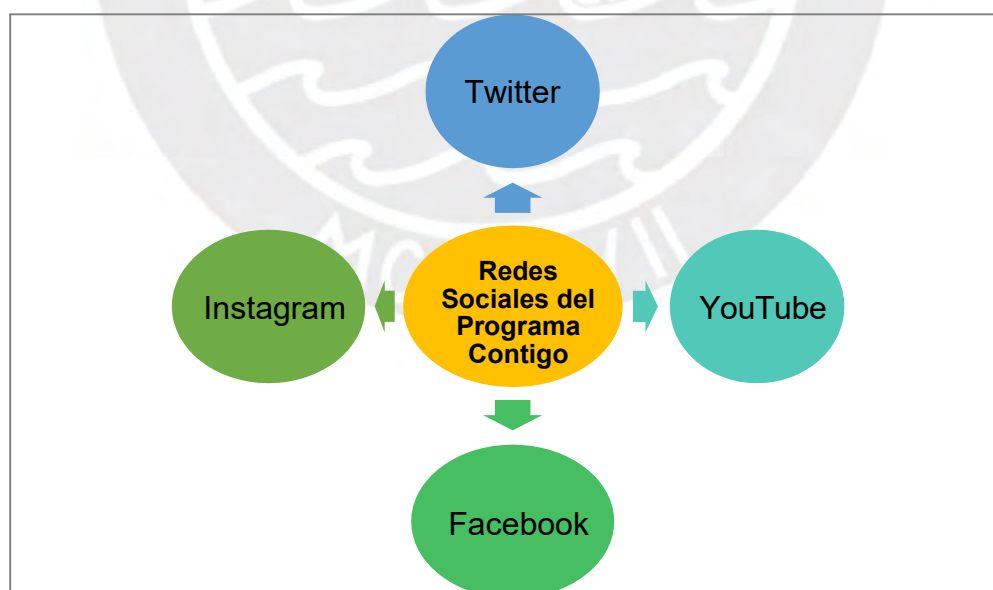 Twitter
Instagram
Redes
Sociales del
Programa
Contigo
YouTube
Facebook